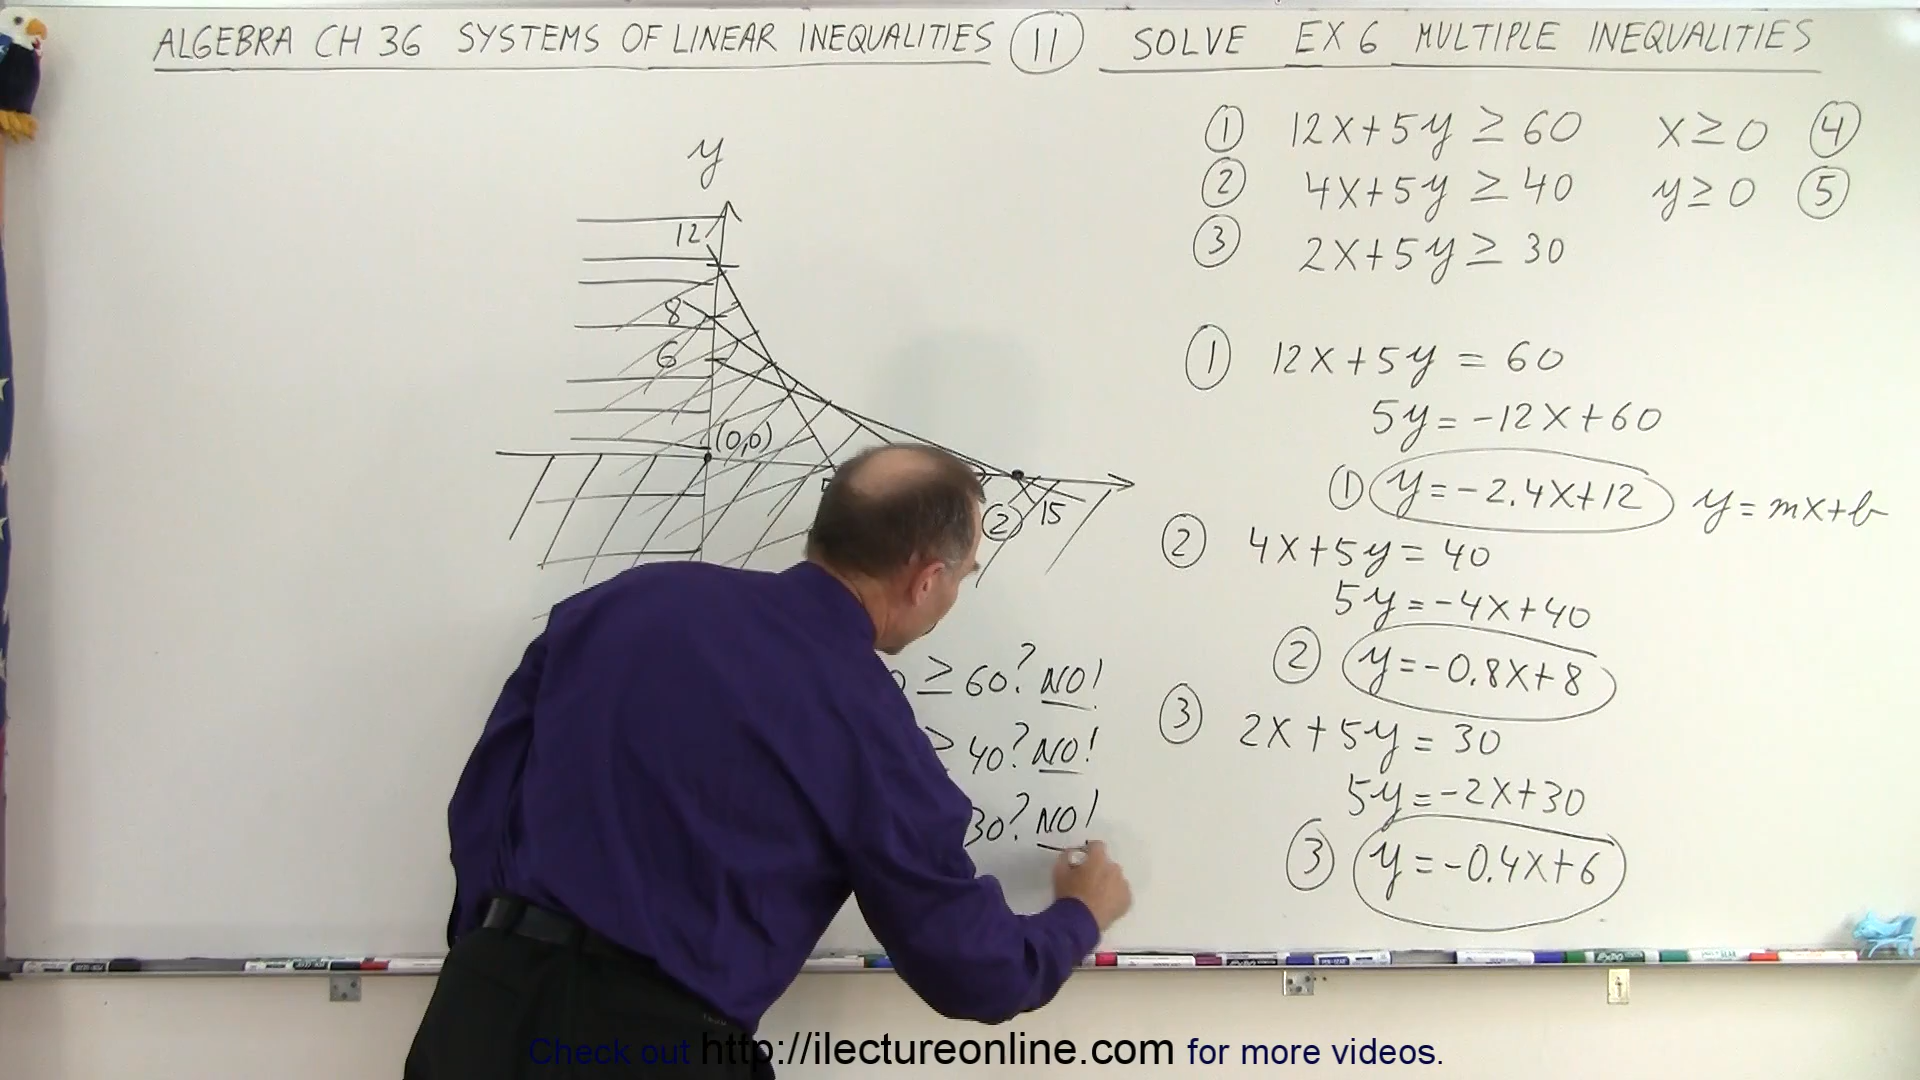 ALGEBRA CH 36 SYSTEMS OF LINEAR INEQUALITIES 11 SOLVE EX 6 MULTIPLE INEQUALITIES
① 12x+5y ≥ 60 x ≥ 0 ④
② 4x+5y ≥ 40 y ≥ 0 ⑤
③ 2x+5y ≥ 30
y
12
8
6
(0,0)
② 15
① 12x+5y = 60
5y = -12x+60
① y = -2.4x+12 y = mx+b
② 4x+5y = 40
5y = -4x+40
② y = -0.8x+8
③ 2x+5y = 30
5y = -2x+30
③ y = -0.4x+6
0 ≥ 60? NO!
≥ 40? NO!
30? NO!
Check out http://ilectureonline.com for more videos.